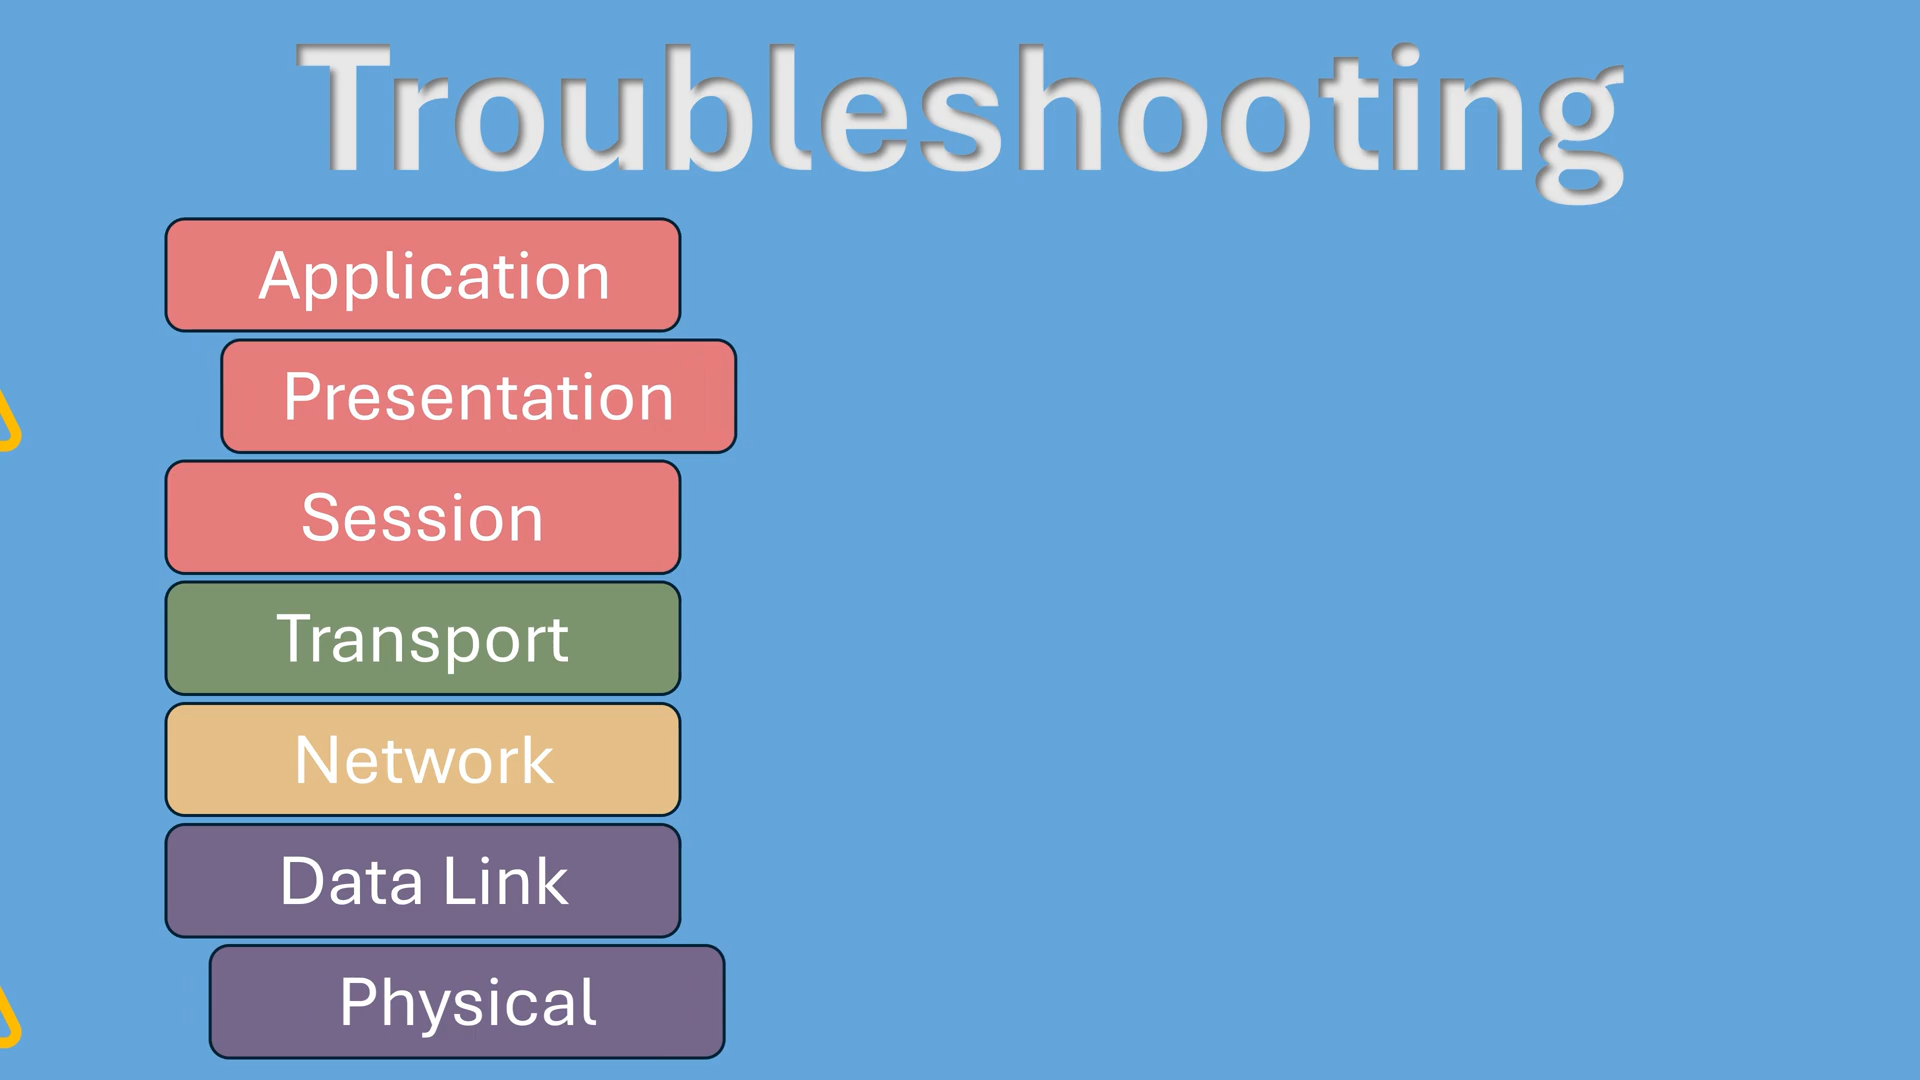 Troubleshooting
Application
Presentation
Session
Transport
Network
Data Link
Physical